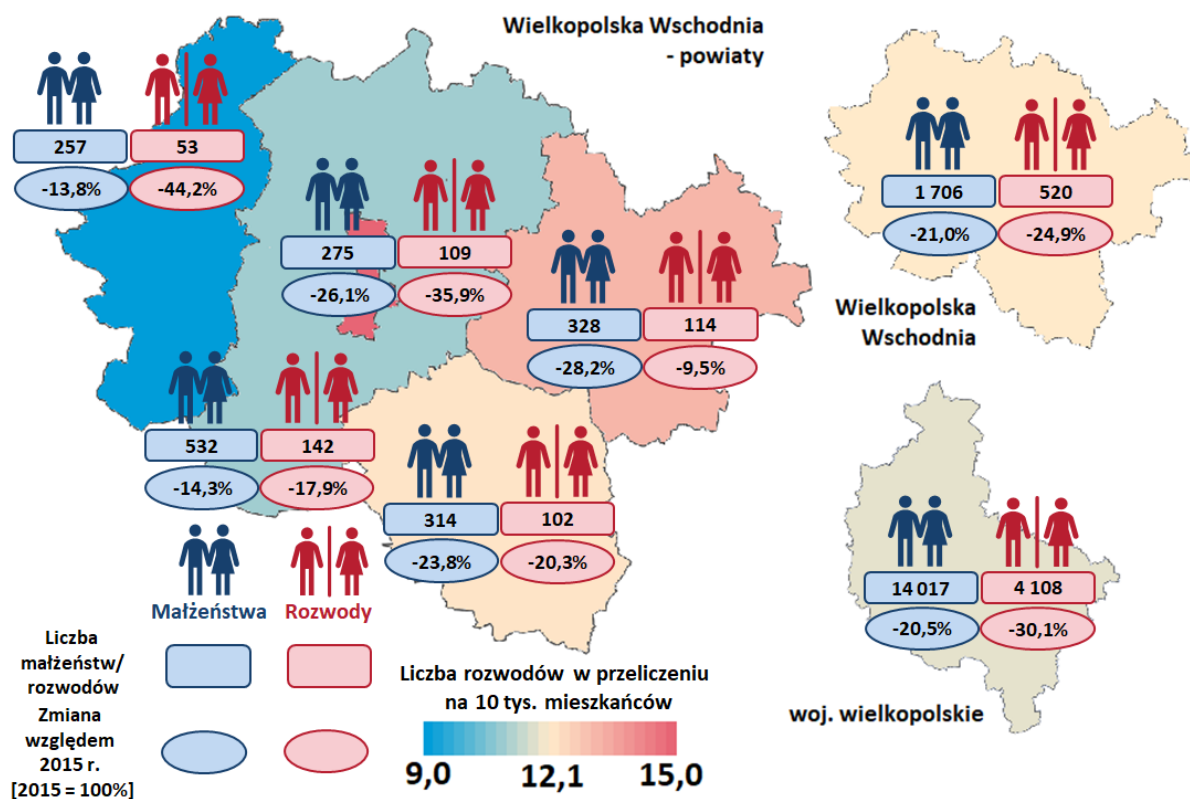 Wielkopolska Wschodnia
- powiaty
257
53
-13,8%
-44,2%
275
109
-26,1%
-35,9%
328
114
-28,2%
-9,5%
532
142
-14,3%
-17,9%
314
102
-23,8%
-20,3%
1 706
520
-21,0%
-24,9%
Wielkopolska
Wschodnia
14 017
4 108
-20,5%
-30,1%
woj. wielkopolskie
Małżeństwa
Rozwody
Liczba
małżeństw/
rozwodów
Zmiana
względem
2015 r.
[2015 = 100%]
Liczba rozwodów w przeliczeniu
na 10 tys. mieszkańców
9,0
12,1
15,0